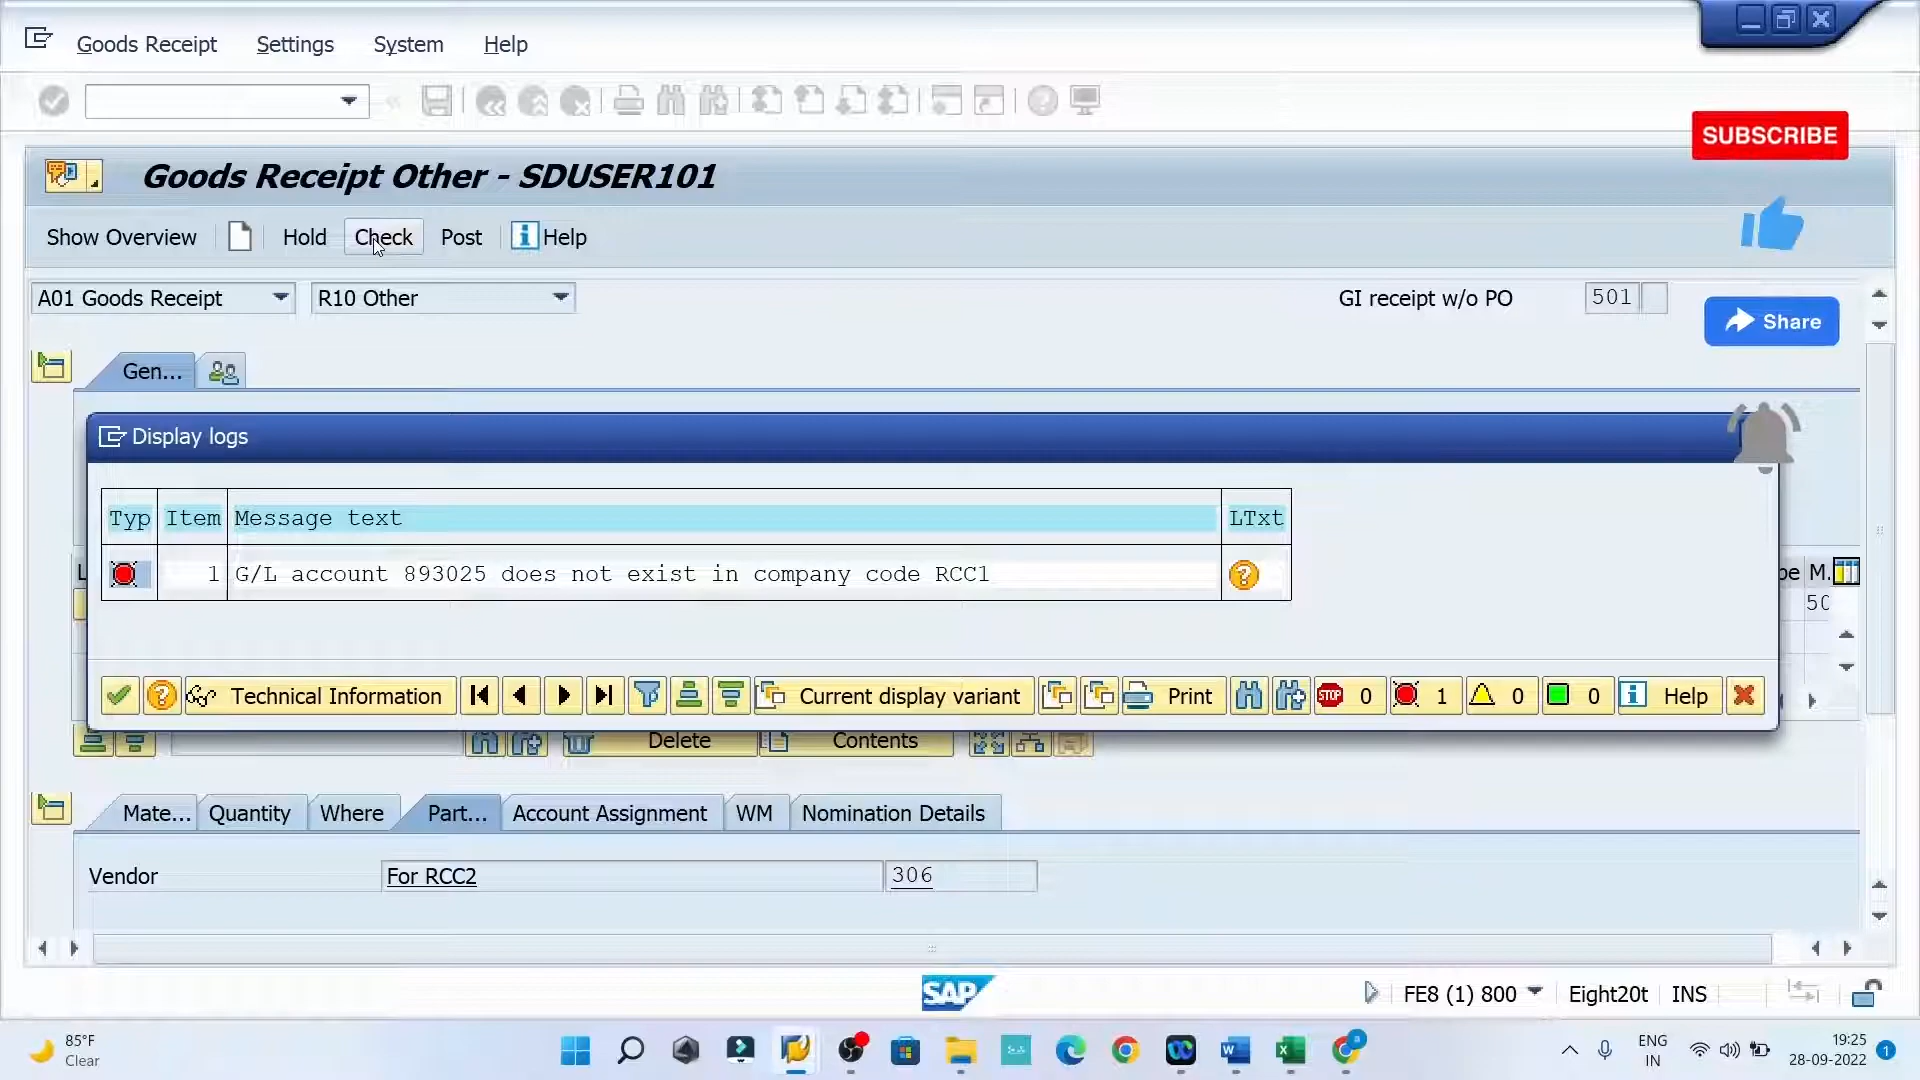 Goods Receipt Settings System Help
SUBSCRIBE
Goods Receipt Other - SDUSER101
Show Overview Hold Check Post Help
A01 Goods Receipt R10 Other GI receipt w/o PO 501
Share
Gen...
Display logs
Typ Item Message text LTxt
1 G/L account 893025 does not exist in company code RCC1
L pe M.
50
Technical Information Current display variant Print STOP 0 1 0 0 Help
Delete Contents
Mate... Quantity Where Part... Account Assignment WM Nomination Details
Vendor For RCC2 306
SAP FE8 (1) 800 Eight20t INS
85°F
Clear
ENG
IN
19:25
28-09-2022
1